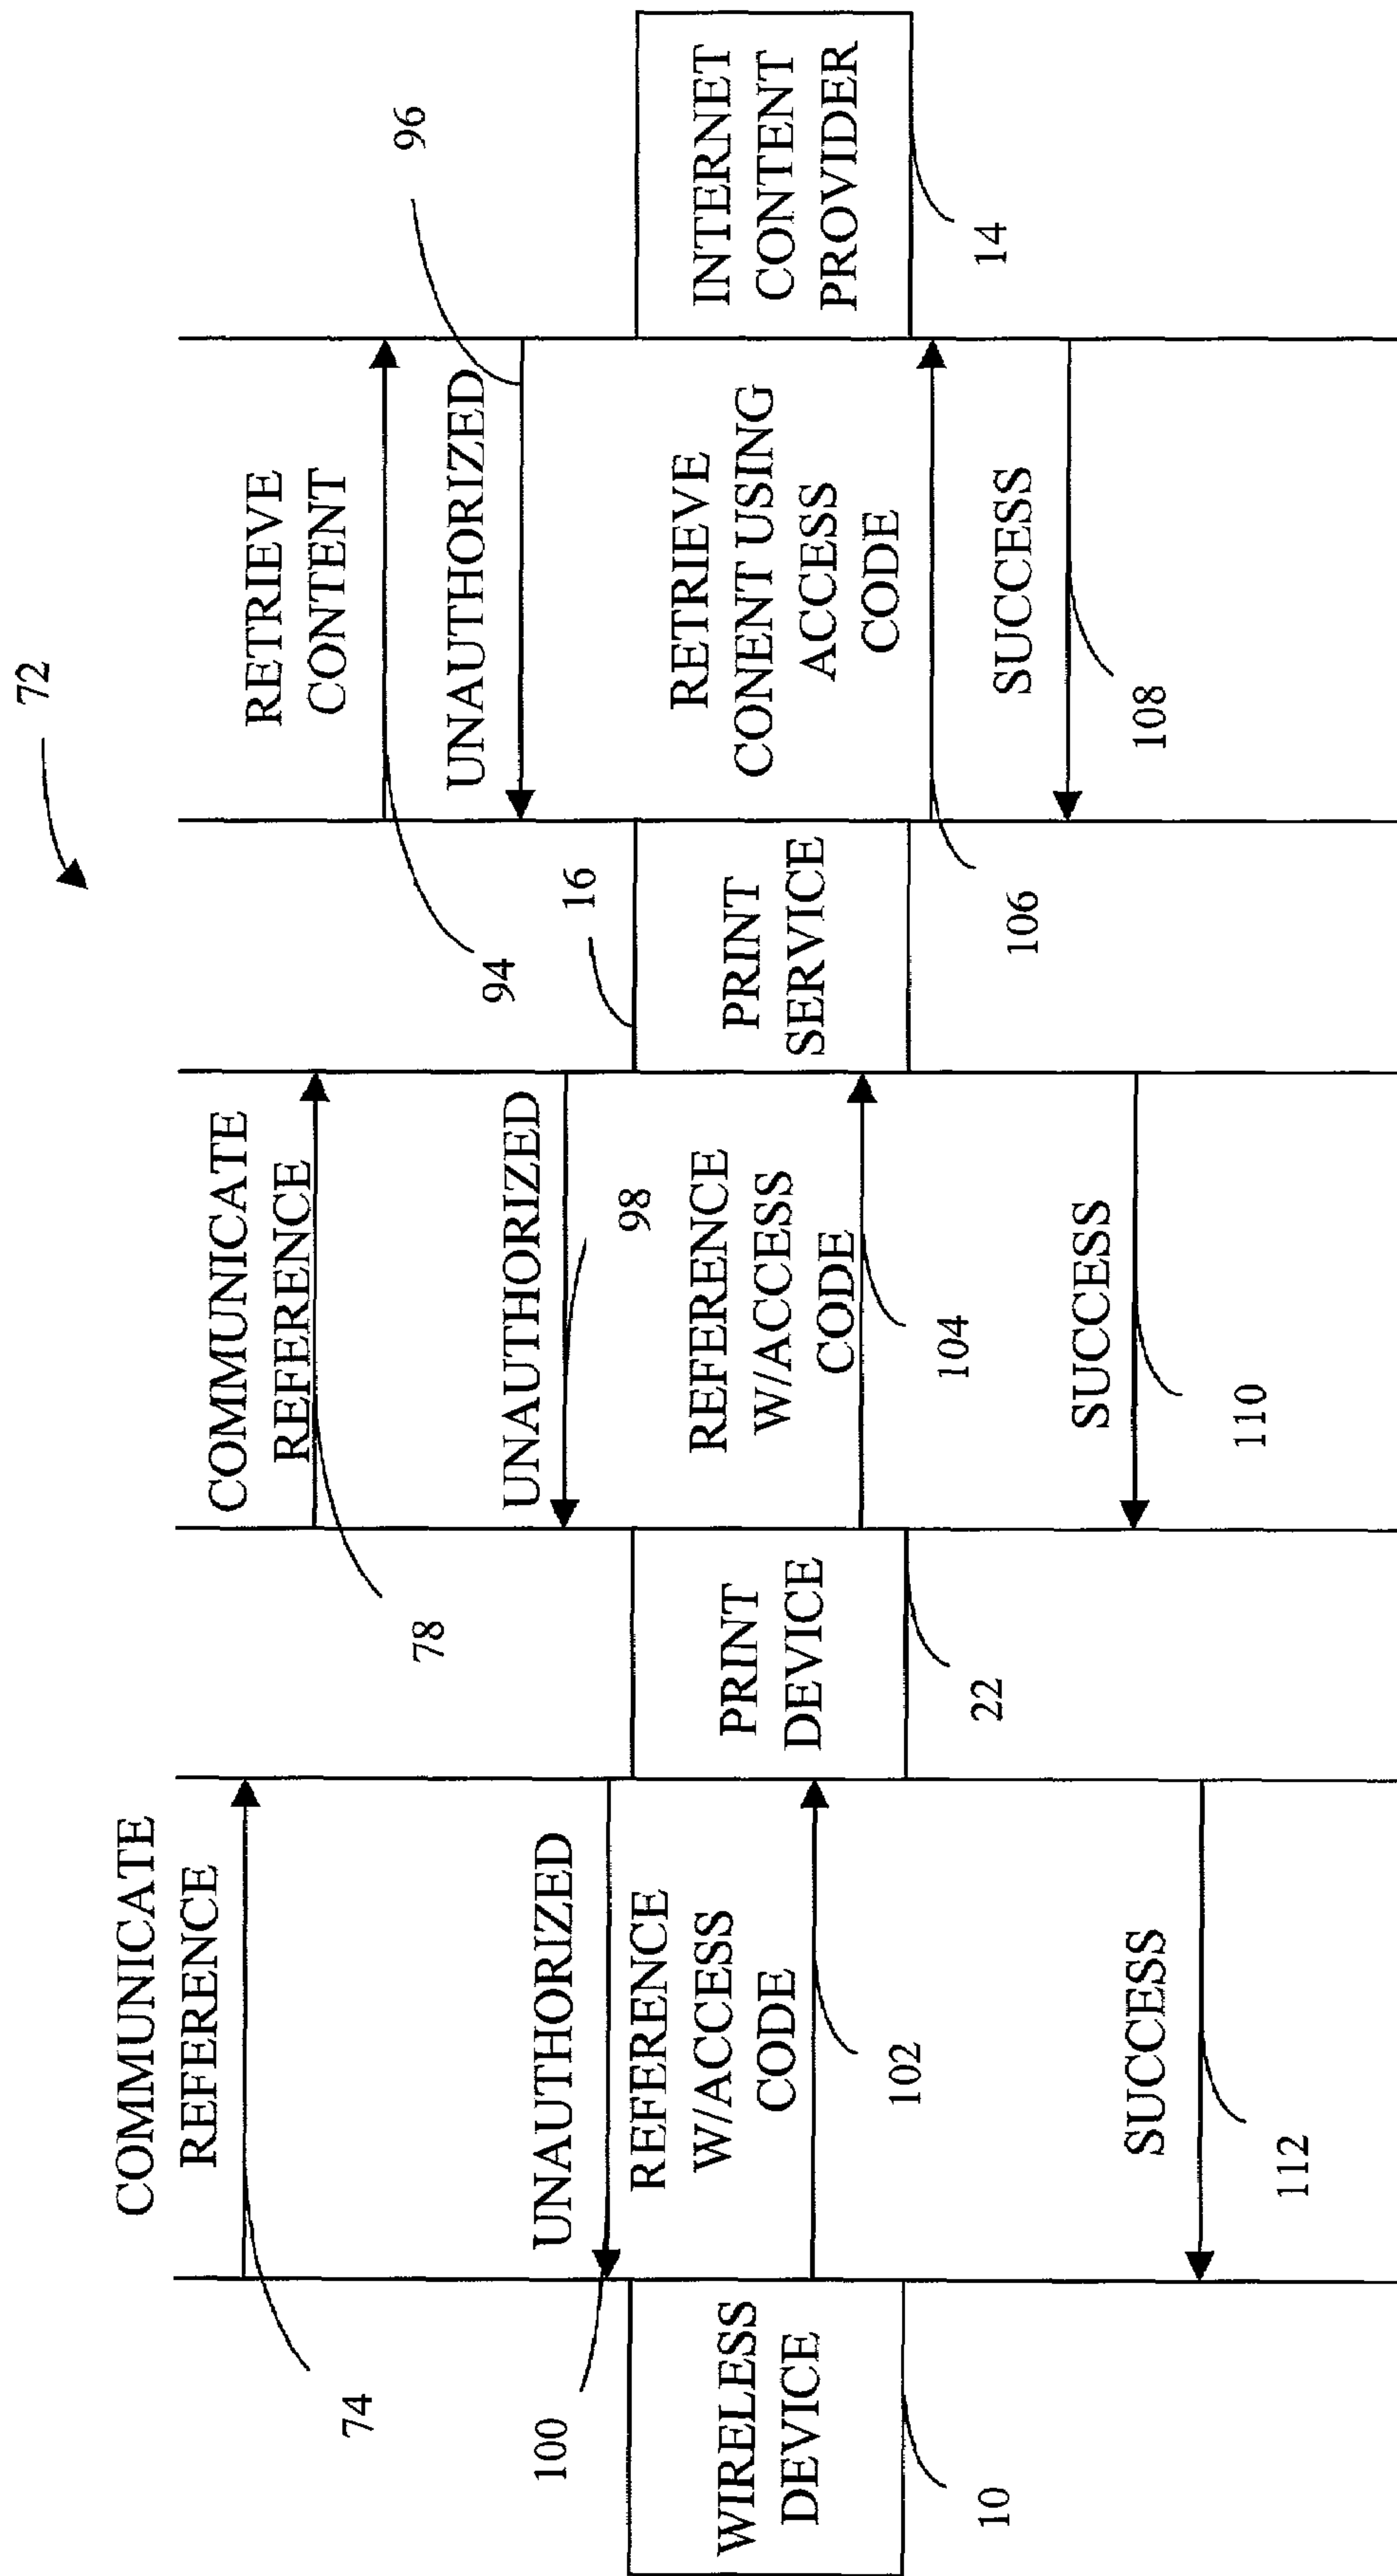 72
COMMUNICATE
REFERENCE
74
COMMUNICATE
REFERENCE
78
RETRIEVE
CONTENT
94
UNAUTHORIZED
96
UNAUTHORIZED
98
UNAUTHORIZED
100
WIRELESS
DEVICE
10
PRINT
DEVICE
22
PRINT
SERVICE
16
INTERNET
CONTENT
PROVIDER
14
REFERENCE
W/ACCESS
CODE
102
REFERENCE
W/ACCESS
CODE
104
RETRIEVE
CONENT USING
ACCESS
CODE
106
SUCCESS
108
SUCCESS
110
SUCCESS
112